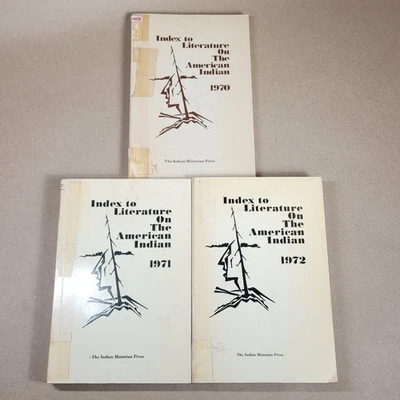 Index to
Literature
On
The
American
Indian
1970
The Indian Historian Press
Index to
Literature
On
The
American
Indian
1971
The Indian Historian Press
Index to
Literature
On
The
American
Indian
1972
The Indian Historian Press